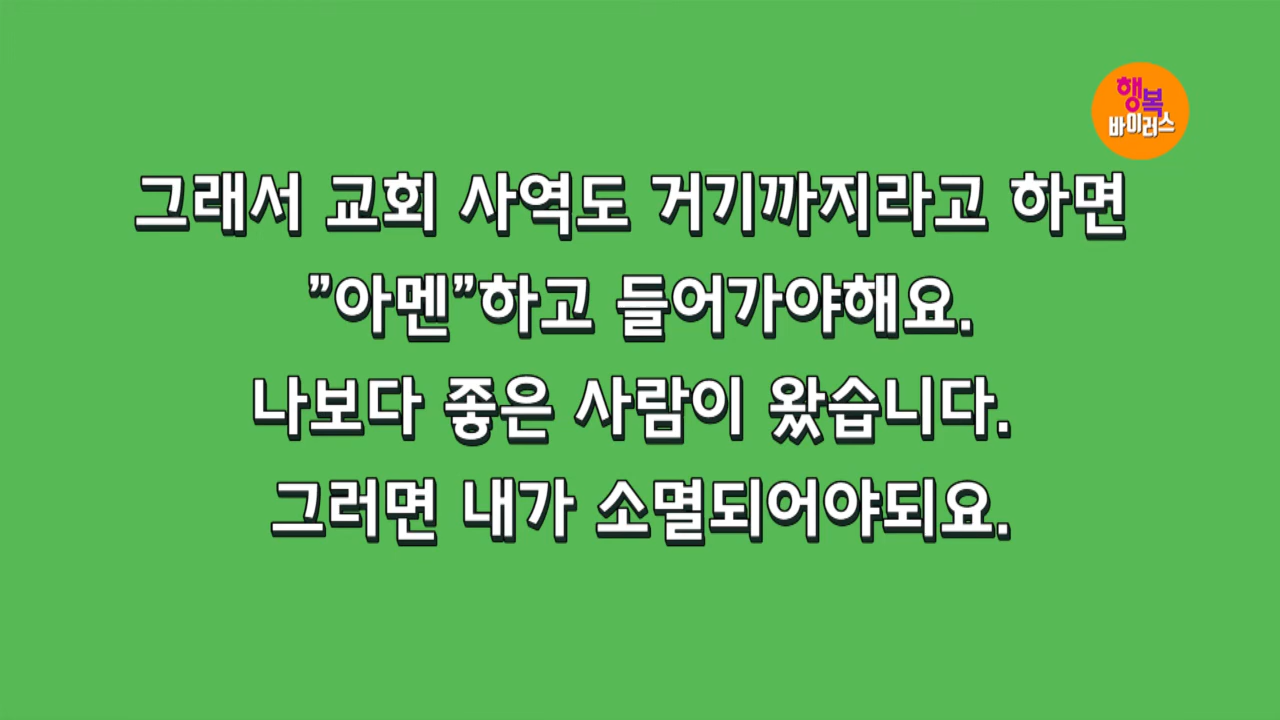 행복
바이러스
그래서 교회 사역도 거기까지라고 하면
”아멘”하고 들어가야해요.
나보다 좋은 사람이 왔습니다.
그러면 내가 소멸되어야되요.